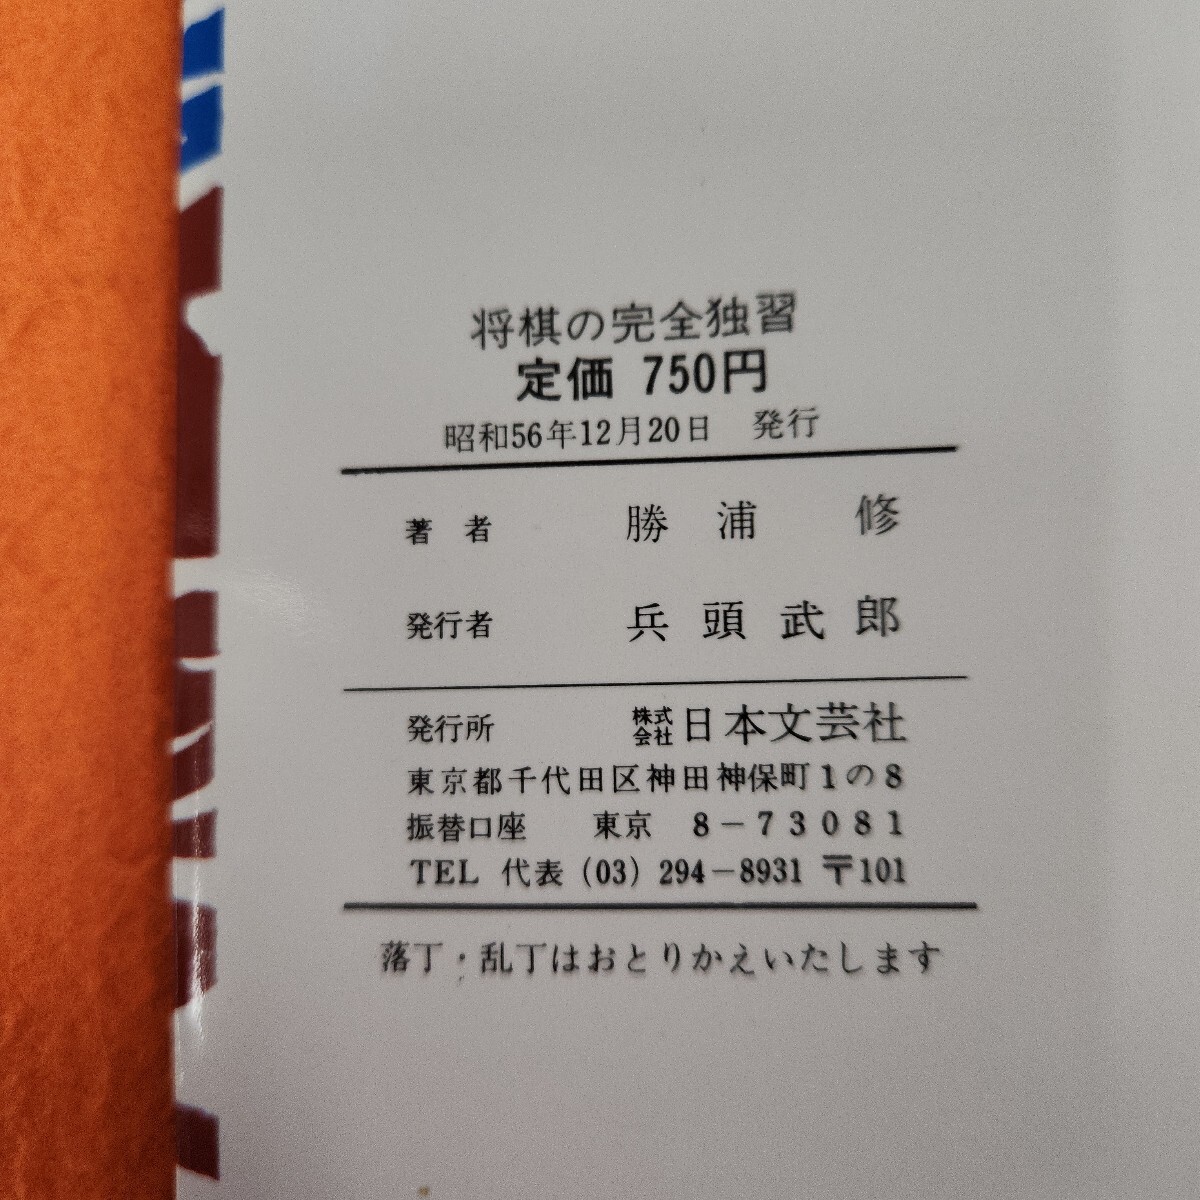 将棋の完全独習
定価 750円
昭和56年12月20日 発行
著者 勝浦 修
発行者 兵頭武郎
発行所 株式会社日本文芸社
東京都千代田区神田神保町1の8
振替口座 東京 8-73081
TEL 代表 (03) 294-8931 〒101
落丁・乱丁はおとりかえいたします